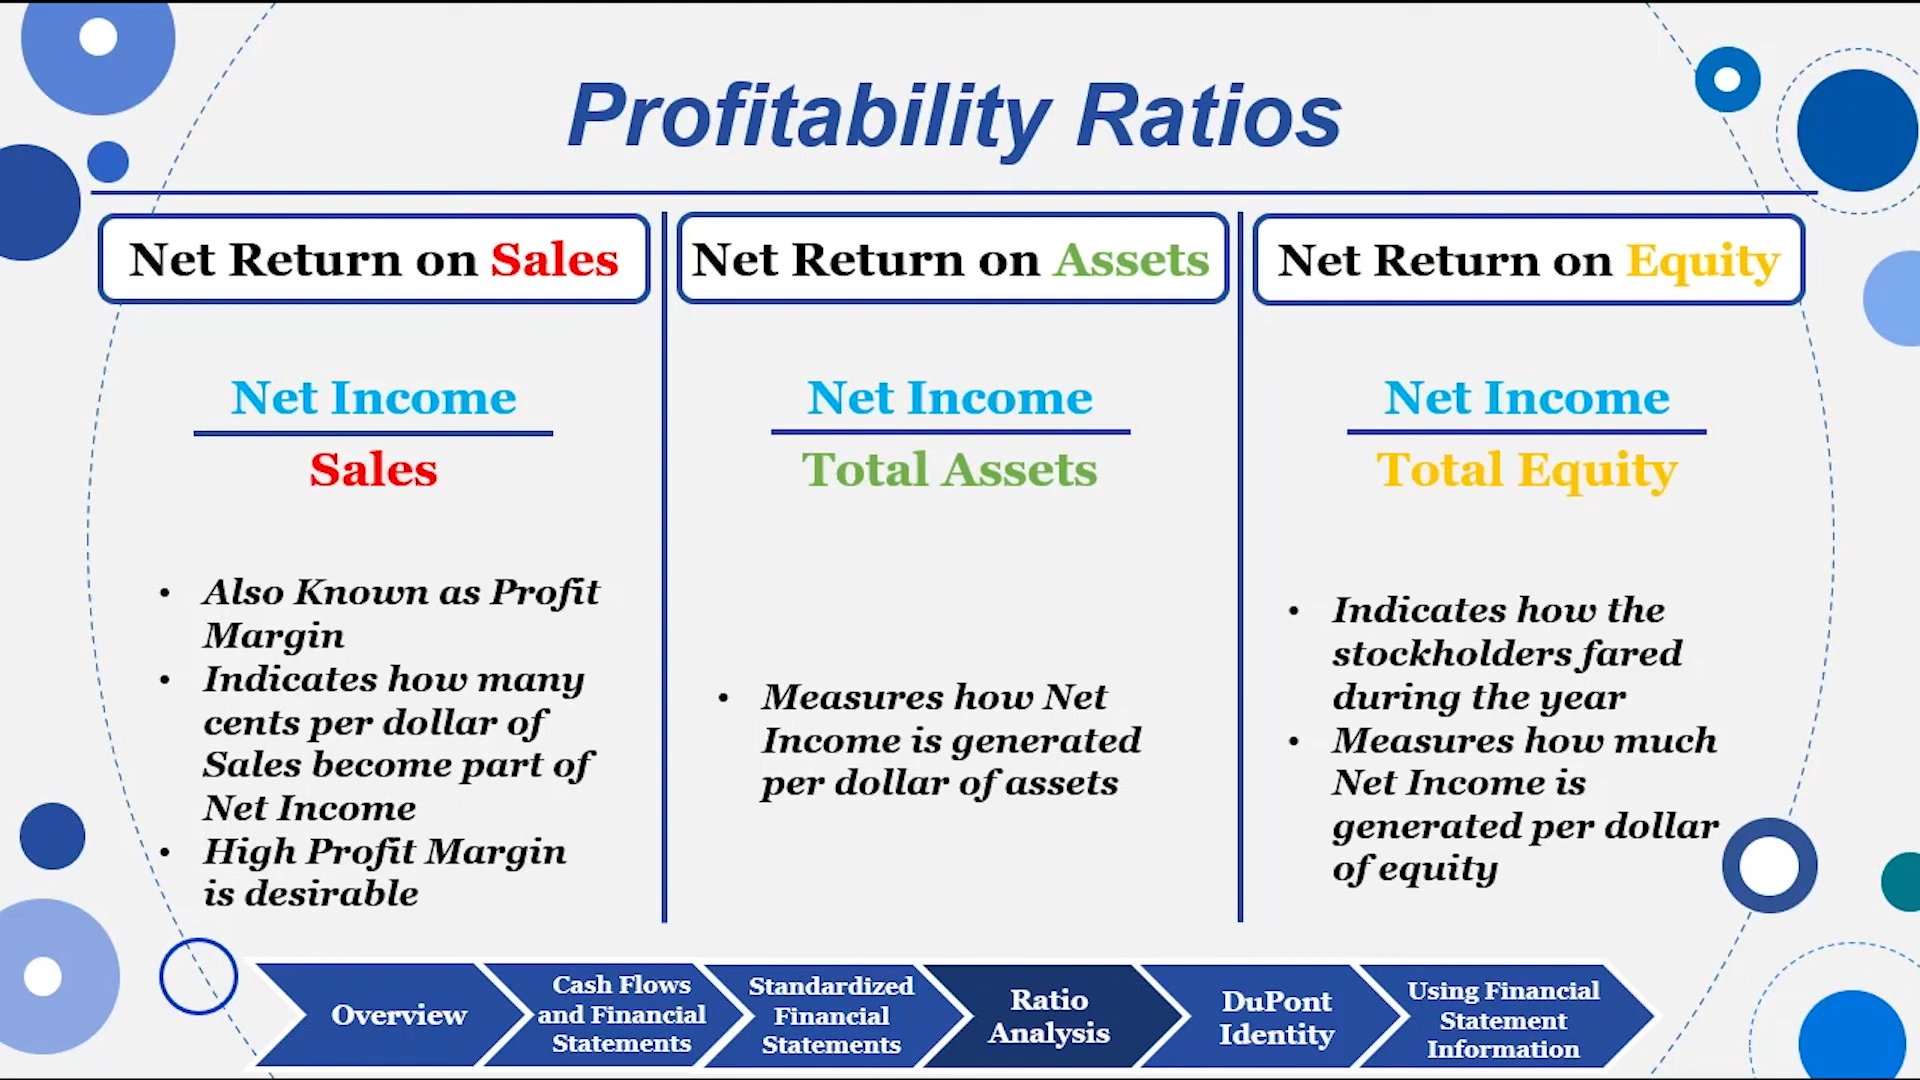 Profitability Ratios
Net Return on Sales
Net Income
Sales
• Also Known as Profit
Margin
• Indicates how many
cents per dollar of
Sales become part of
Net Income
• High Profit Margin
is desirable
Net Return on Assets
Net Income
Total Assets
• Measures how Net
Income is generated
per dollar of assets
Net Return on Equity
Net Income
Total Equity
• Indicates how the
stockholders fared
during the year
• Measures how much
Net Income is
generated per dollar
of equity
Overview
Cash Flows
and Financial
Statements
Standardized
Financial
Statements
Ratio
Analysis
DuPont
Identity
Using Financial
Statement
Information